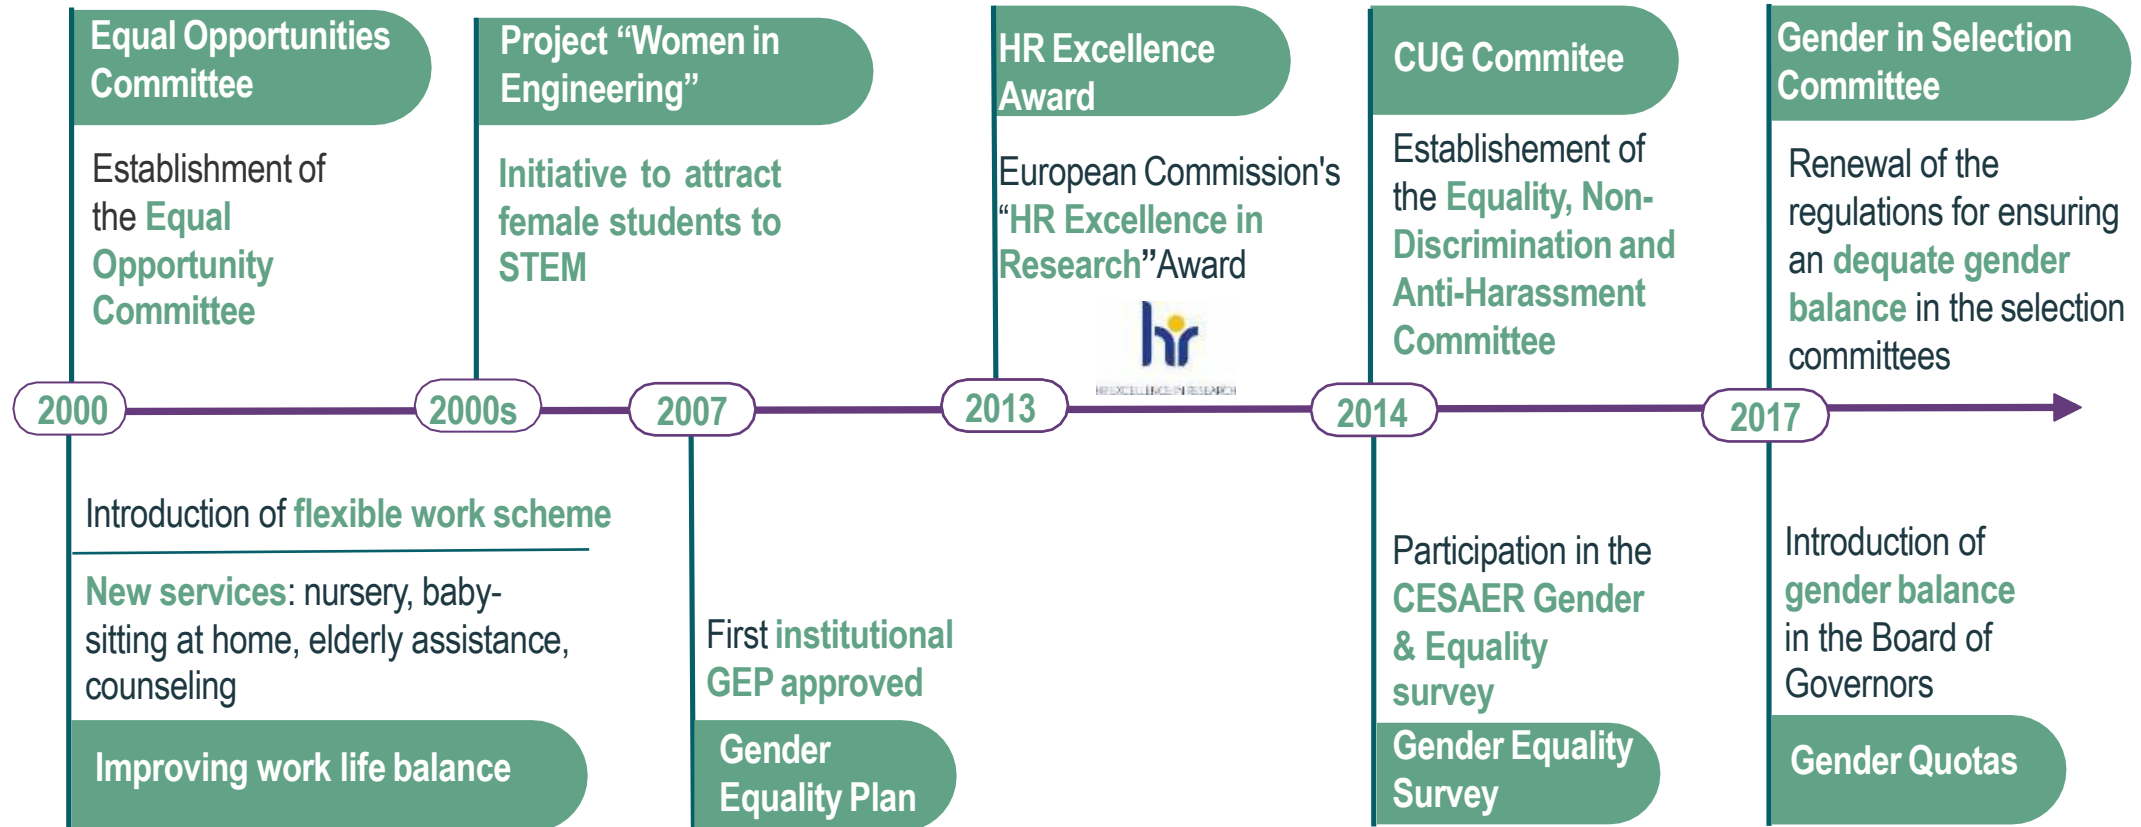 Equal Opportunities
Committee
Establishment of
the Equal
Opportunity
Committee
Project “Women in
Engineering”
Initiative to attract
female students to
STEM
HR Excellence
Award
European Commission's
“HR Excellence in
Research”Award
hr
HR EXCELLENCE IN RESEARCH
CUG Commitee
Establishement of
the Equality, Non-
Discrimination and
Anti-Harassment
Committee
Gender in Selection
Committee
Renewal of the
regulations for ensuring
an dequate gender
balance in the selection
committees
2000
2000s
2007
2013
2014
2017
Introduction of flexible work scheme
New services: nursery, baby-
sitting at home, elderly assistance,
counseling
Improving work life balance
First institutional
GEP approved
Gender
Equality Plan
Participation in the
CESAER Gender
& Equality
survey
Gender Equality
Survey
Introduction of
gender balance
in the Board of
Governors
Gender Quotas